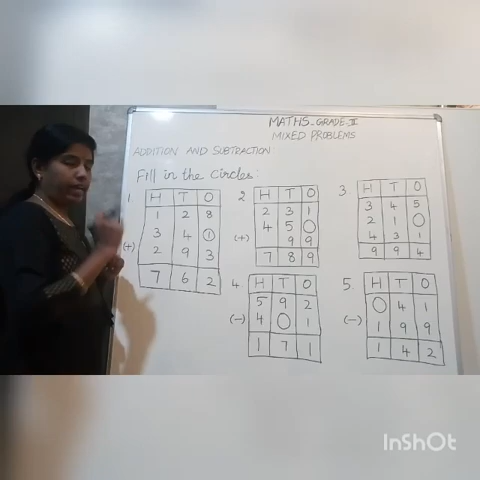 MATHS-GRADE-II
MIXED PROBLEMS
ADDITION AND SUBTRACTION
Fill in the circles
1
H T O
1 2 8
3 4 1
(+) 2 9 3
7 6 2
2
H T O
2 3 1
4 5
(+) 9 9
7 8 9
3
H T O
3 4 5
2 1
4 3 1
9 9 4
4
H T O
5 9 2
(-) 4 1
1 7 1
5.
H T O
4 1
(-) 1 9 9
1 4 2
InShOt